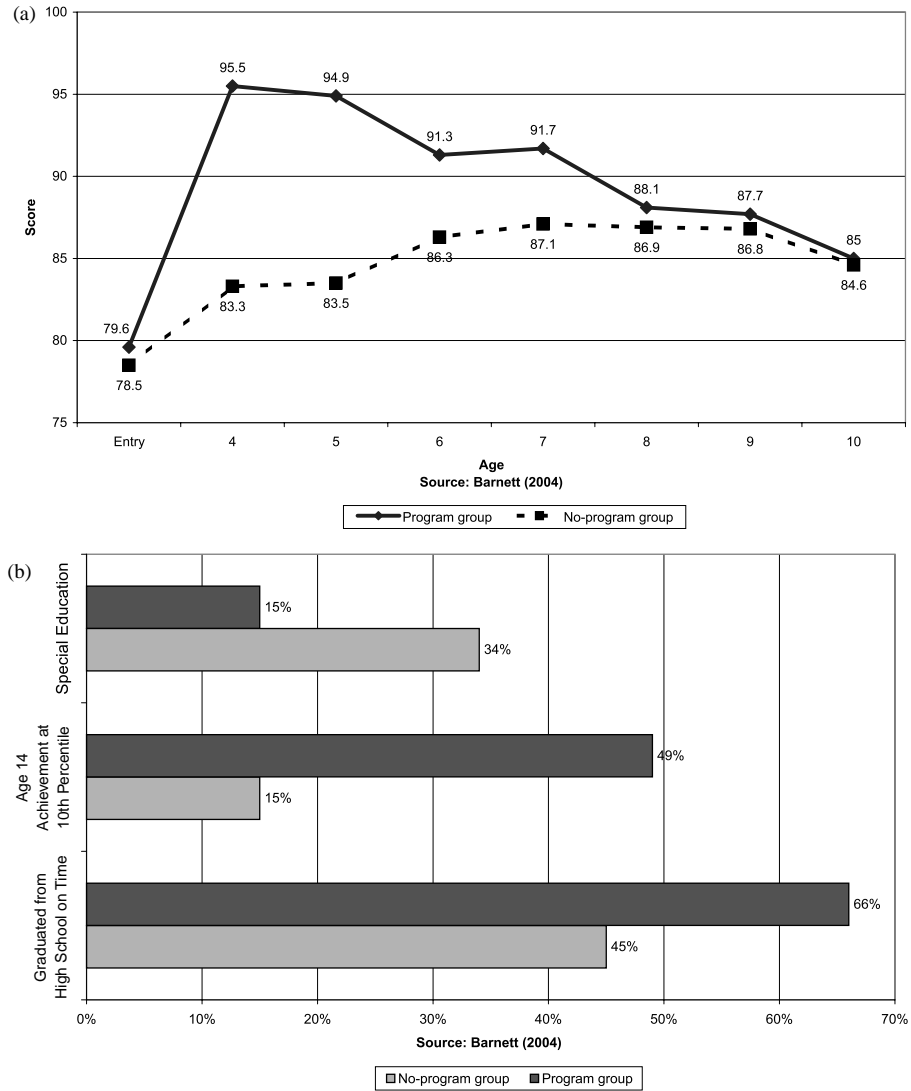 (a)
100
95
90
85
80
75
Score
79.6
95.5
94.9
91.3
91.7
88.1
87.7
85
78.5
83.3
83.5
86.3
87.1
86.9
86.8
84.6
Entry
4
5
6
7
8
9
10
Age
Source: Barnett (2004)
Program group
No-program group
(b)
Special Education
15%
34%
Age 14
Achievement at
10th Percentile
49%
15%
Graduated from
High School on Time
66%
45%
0%
10%
20%
30%
40%
50%
60%
70%
Source: Barnett (2004)
No-program group
Program group